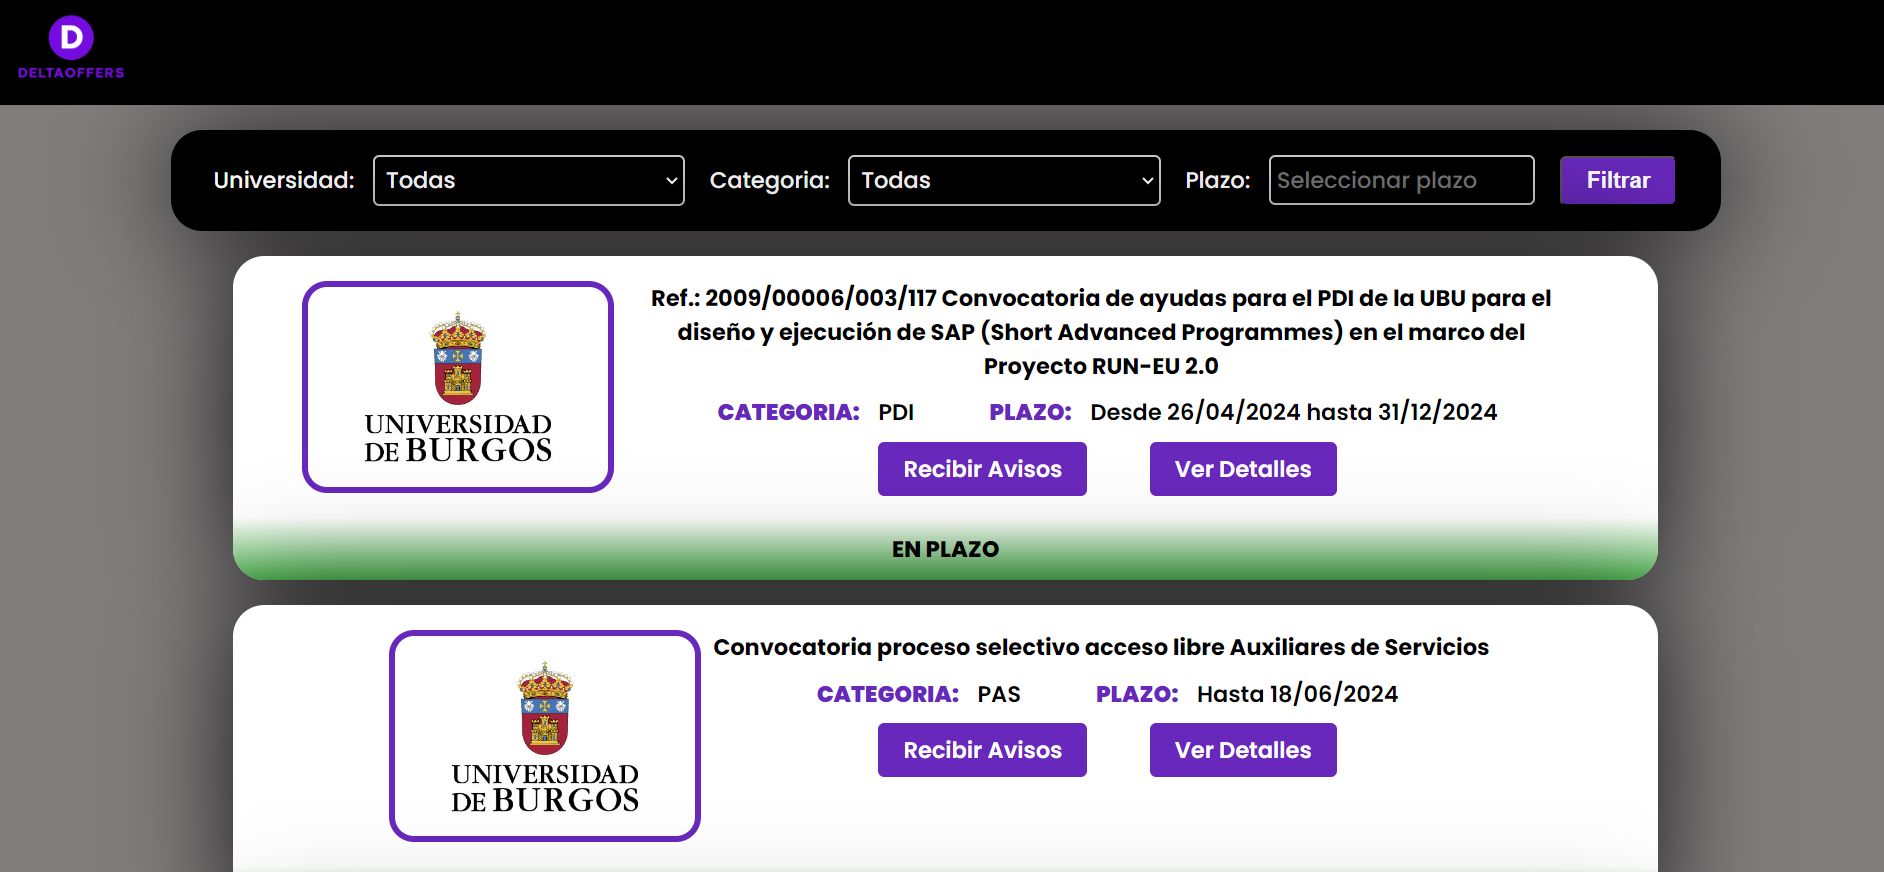 D
DELTAOFFERS
Universidad: Todas Categoria: Todas Plazo: Seleccionar plazo Filtrar
UNIVERSIDAD
DE BURGOS
Ref.: 2009/00006/003/117 Convocatoria de ayudas para el PDI de la UBU para el
diseño y ejecución de SAP (Short Advanced Programmes) en el marco del
Proyecto RUN-EU 2.0
CATEGORIA: PDI PLAZO: Desde 26/04/2024 hasta 31/12/2024
Recibir Avisos Ver Detalles
EN PLAZO
UNIVERSIDAD
DE BURGOS
Convocatoria proceso selectivo acceso libre Auxiliares de Servicios
CATEGORIA: PAS PLAZO: Hasta 18/06/2024
Recibir Avisos Ver Detalles